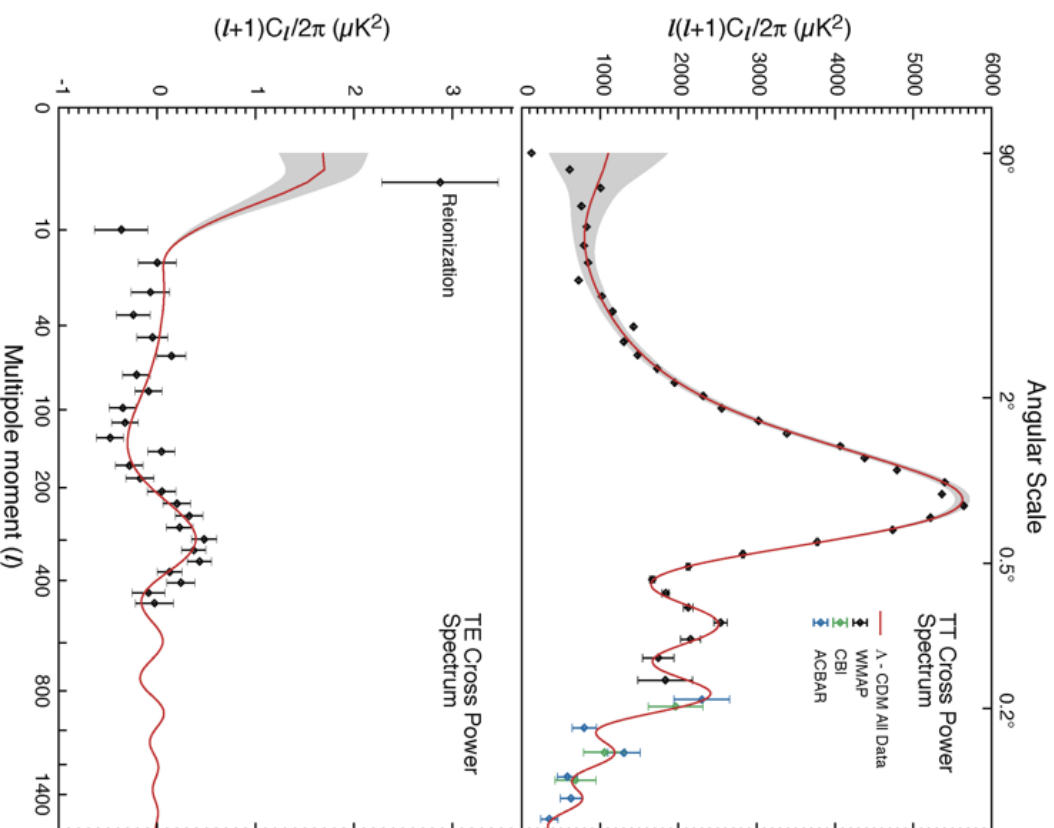 Angular Scale
90° 2° 0.5° 0.2°
6000
5000
4000
3000
2000
1000
0
l(l+1)Cl/2π (μK2)
TT Cross Power
Spectrum
Λ - CDM All Data
WMAP
CBI
ACBAR
3
2
1
0
-1
(l+1)Cl/2π (μK2)
Reionization
TE Cross Power
Spectrum
0 10 40 100 200 400 800 1400
Multipole moment (l)